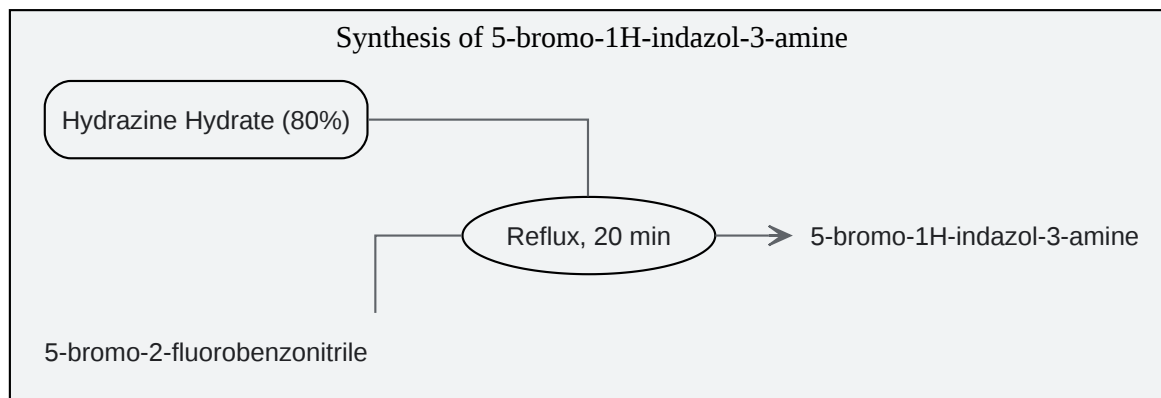 Synthesis of 5-bromo-1H-indazol-3-amine
Hydrazine Hydrate (80%)
Reflux, 20 min
5-bromo-1H-indazol-3-amine
5-bromo-2-fluorobenzonitrile